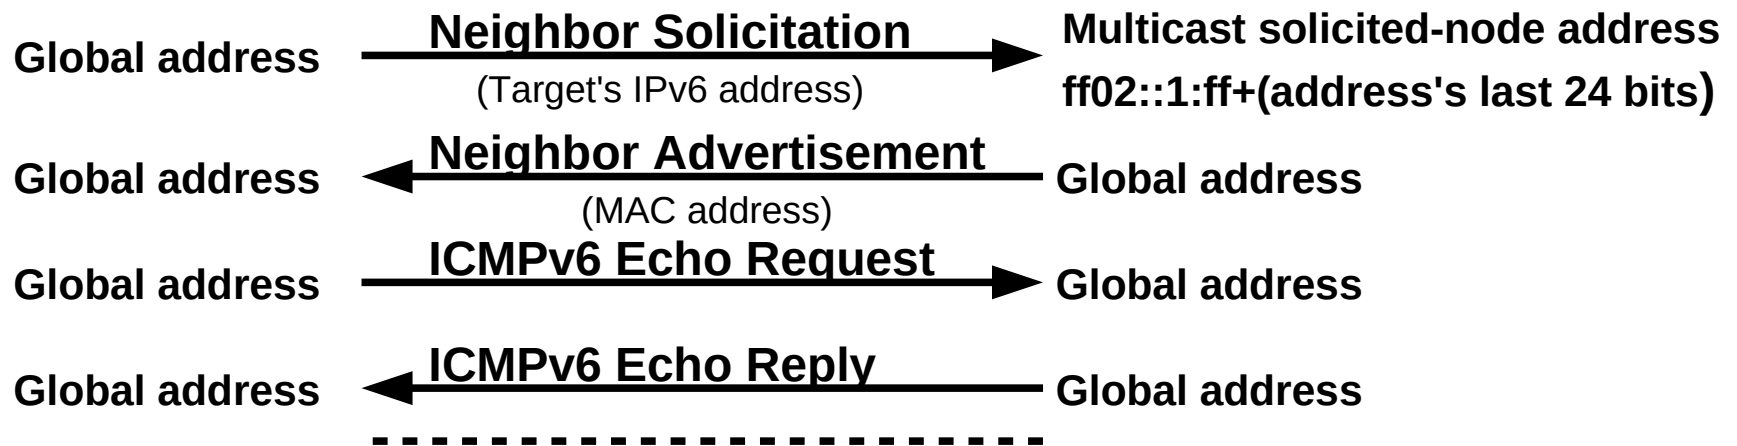 Global address Neighbor Solicitation Multicast solicited-node address
(Target's IPv6 address) ff02::1:ff+(address's last 24 bits)
Global address Neighbor Advertisement Global address
(MAC address)
Global address ICMPv6 Echo Request Global address
Global address ICMPv6 Echo Reply Global address